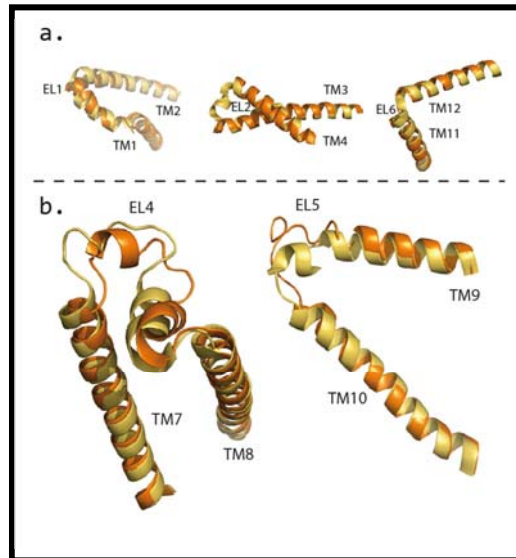 a.
EL1
TM2
TM1
EL2
TM3
TM4
EL6
TM12
TM11
b.
EL4
EL5
TM9
TM10
TM7
TM8